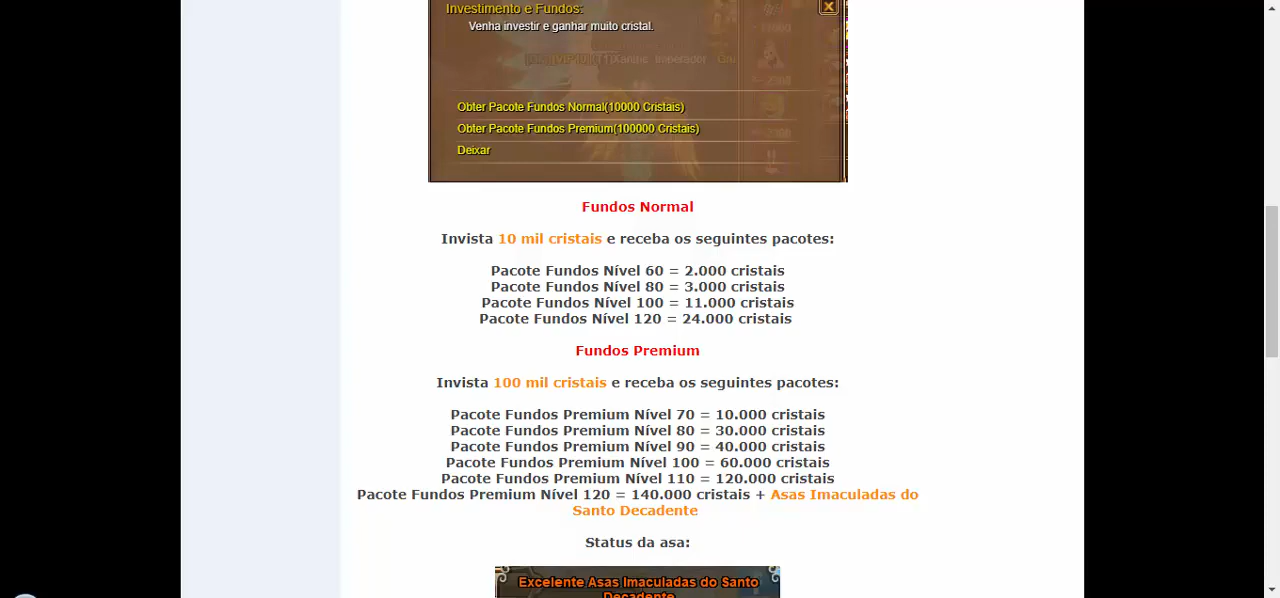 Investimento e Fundos:
Venha investir e ganhar muito cristal.
Obter Pacote Fundos Normal(10000 Cristais)
Obter Pacote Fundos Premium(100000 Cristais)
Deixar
Fundos Normal
Invista 10 mil cristais e receba os seguintes pacotes:
Pacote Fundos Nível 60 = 2.000 cristais
Pacote Fundos Nível 80 = 3.000 cristais
Pacote Fundos Nível 100 = 11.000 cristais
Pacote Fundos Nível 120 = 24.000 cristais
Fundos Premium
Invista 100 mil cristais e receba os seguintes pacotes:
Pacote Fundos Premium Nível 70 = 10.000 cristais
Pacote Fundos Premium Nível 80 = 30.000 cristais
Pacote Fundos Premium Nível 90 = 40.000 cristais
Pacote Fundos Premium Nível 100 = 60.000 cristais
Pacote Fundos Premium Nível 110 = 120.000 cristais
Pacote Fundos Premium Nível 120 = 140.000 cristais + Asas Imaculadas do
Santo Decadente
Status da asa:
Excelente Asas Imaculadas do Santo
Decadente